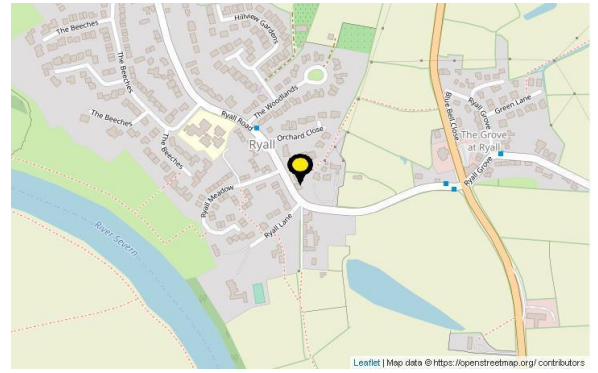 Hillview Gardens
The Beeches
The Woodlands
The Beeches
Ryall Road
Orchard Close
Ryall
The Beeches
Ryall Meadow
Ryall Lane
River Severn
Blue Bell Close
Ryall Grove
Green Lane
The Grove
at Ryall
Ryall Grove
Leaflet | Map data © https://openstreetmap.org/ contributors